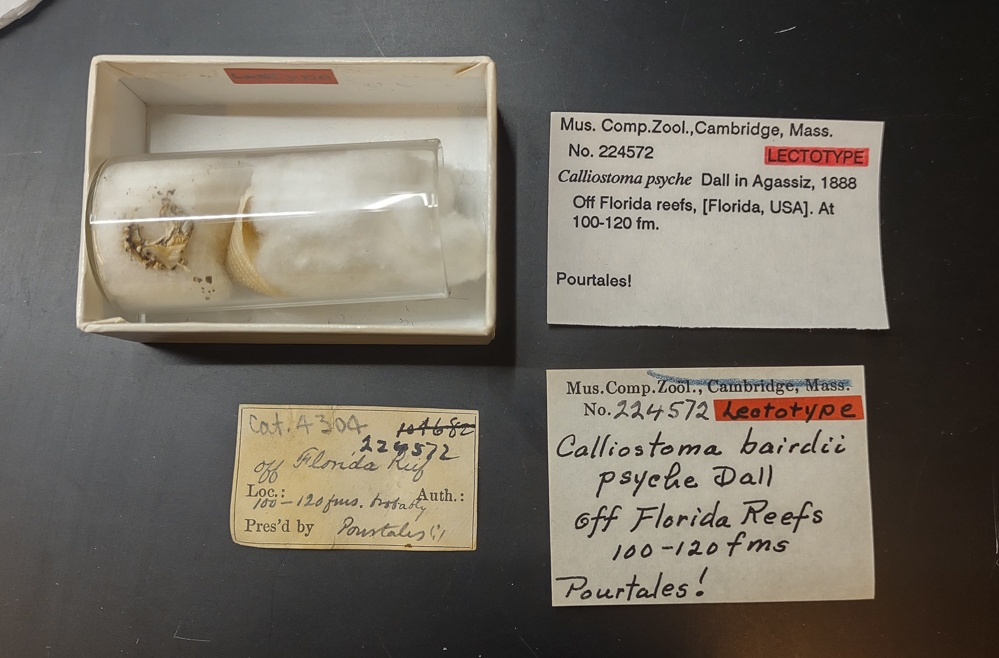 Mus. Comp.Zool.,Cambridge, Mass.
No. 224572 LECTOTYPE
Calliostoma psyche Dall in Agassiz, 1888
Off Florida reefs, [Florida, USA]. At
100-120 fm.
Pourtales!
Mus.Comp.Zool., Cambridge, Mass.
No. 224572 Lectotype
Calliostoma bairdii
psyche Dall
off Florida Reefs
100-120 fms
Pourtales!
Cat. 4304 
224572
off Florida Reef
Loc.: Auth.:
100-120 fms. probably
Pres'd by Pourtales